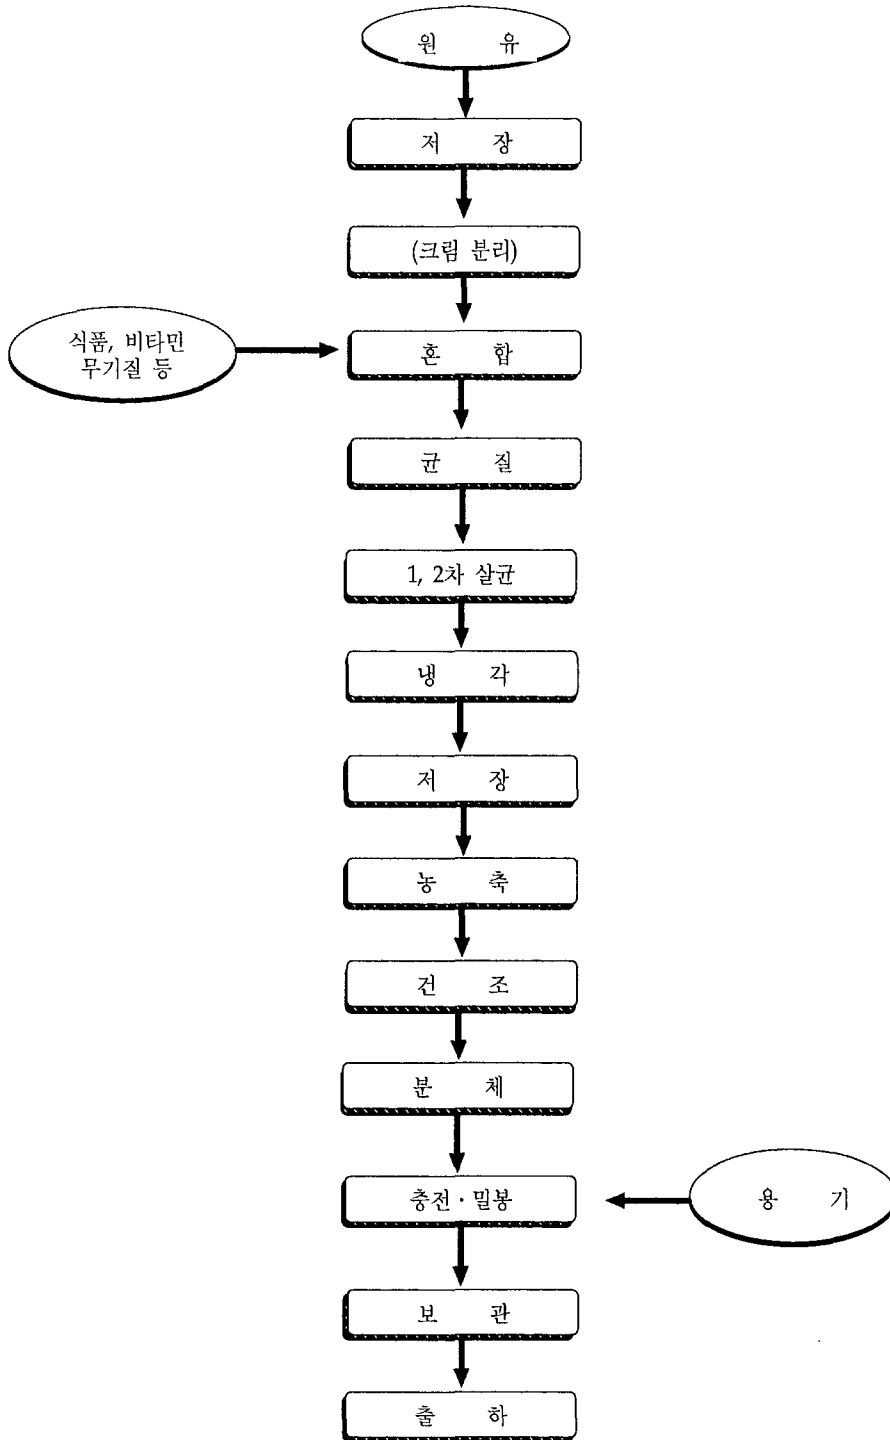 원 유
저 장
(크림 분리)
식품, 비타민
무기질 등
혼 합
균 질
1, 2차 살균
냉 각
저 장
농 축
건 조
분 체
충전·밀봉
용 기
보 관
출 하